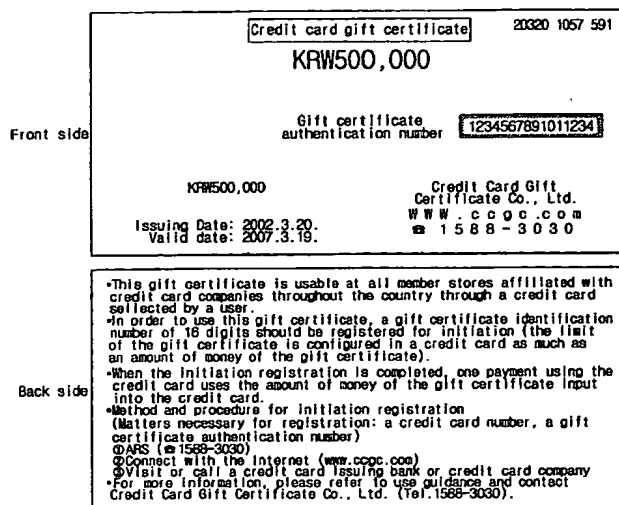 Credit card gift certificate
20320 1057 591
KRW500,000
Front side
Gift certificate
authentication number
1234567891011234
KRW500,000
Credit Card Gift
Certificate Co., Ltd.
Issuing Date: 2002.3.20.
WWW.ccgc.com
Valid date: 2007.3.19.
☎ 1588-3030
•This gift certificate is usable at all member stores affiliated with
credit card companies throughout the country through a credit card
sellected by a user.
•In order to use this gift certificate, a gift certificate identification
number of 16 digits should be registered for initiation (the limit
of the gift certificate is configured in a credit card as much as
an amount of money of the gift certificate).
•When the initiation registration is completed, one payment using the
credit card uses the amount of money of the gift certificate input
into the credit card.
Back side
•Method and procedure for initiation registration
(Matters necessary for registration: a credit card number, a gift
certificate authentication number)
①ARS (☎1588-3030)
②Connect with the Internet (www.ccgc.com)
③Visit or call a credit card issuing bank or credit card company
•For more information, please refer to use guidance and contact
Credit Card Gift Certificate Co., Ltd. (Tel.1588-3030).